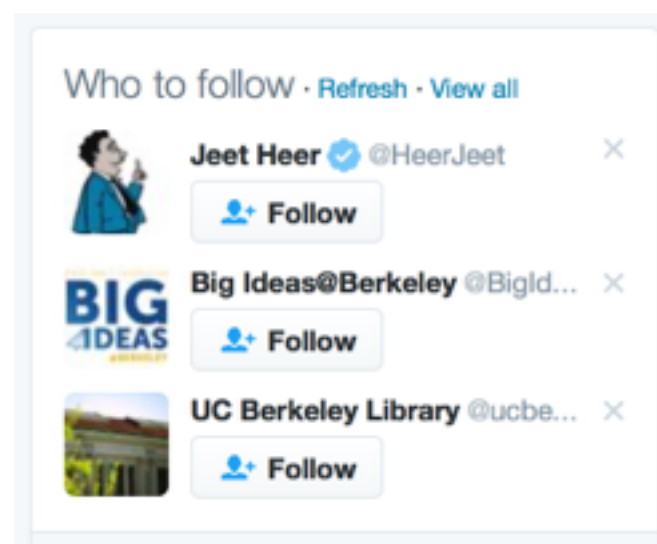 Who to follow · Refresh · View all
Jeet Heer @HeerJeet
Follow
BIG
IDEAS
@BERKELEY
Big Ideas@Berkeley @BigId...
Follow
UC Berkeley Library @ucbe...
Follow